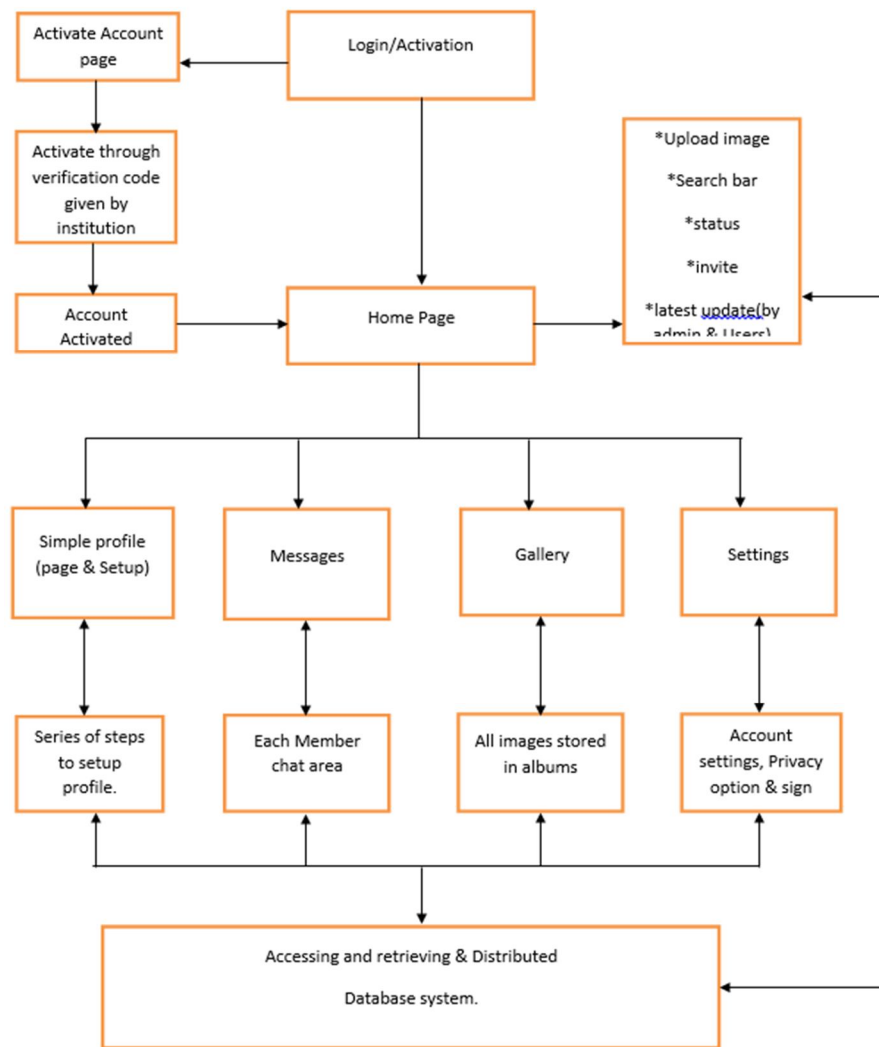 Activate Account
page
Login/Activation
Activate through
verification code
given by
institution
*Upload image
*Search bar
*status
*invite
*latest update(by
admin & Users)
Account
Activated
Home Page
Simple profile
(page & Setup)
Messages
Gallery
Settings
Series of steps
to setup
profile.
Each Member
chat area
All images stored
in albums
Account
settings, Privacy
option & sign
Accessing and retrieving & Distributed
Database system.